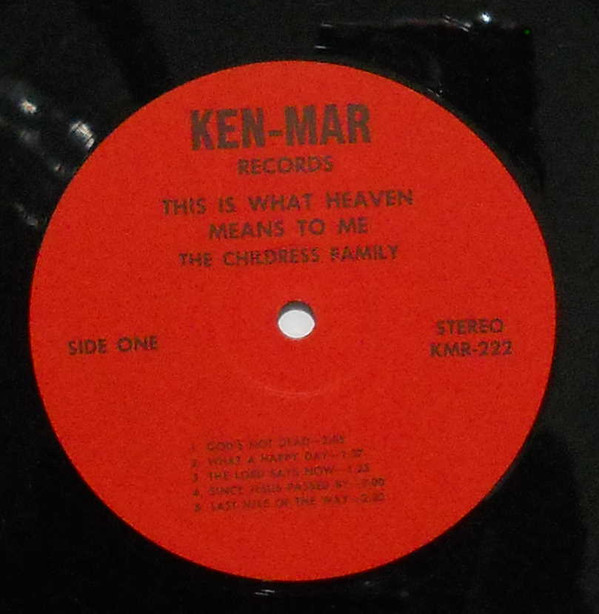 KEN-MAR
RECORDS
THIS IS WHAT HEAVEN
MEANS TO ME
THE CHILDRESS FAMILY
SIDE ONE
STEREO
KMR-222
1 GOD'S NOT DEAD
2 WHAT A HAPPY DAY
3 THE LORD SAYS NOW
4 SINCE JESUS PASSED BY
5 LAST MILE OF THE WAY